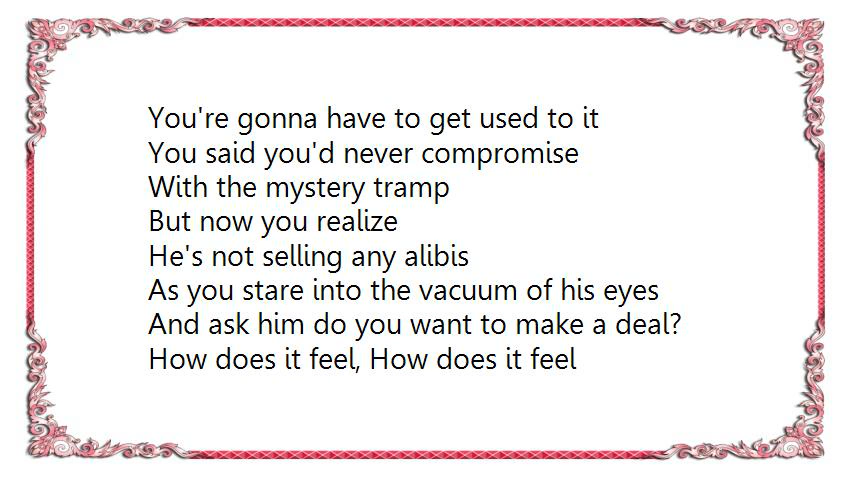 You're gonna have to get used to it
You said you'd never compromise
With the mystery tramp
But now you realize
He's not selling any alibis
As you stare into the vacuum of his eyes
And ask him do you want to make a deal?
How does it feel, How does it feel